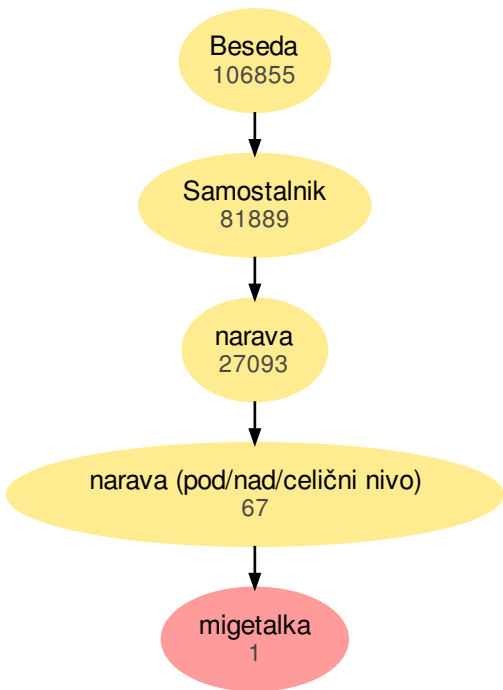 Beseda
106855
Samostalnik
81889
narava
27093
narava (pod/nad/celični nivo)
67
migetalka
1